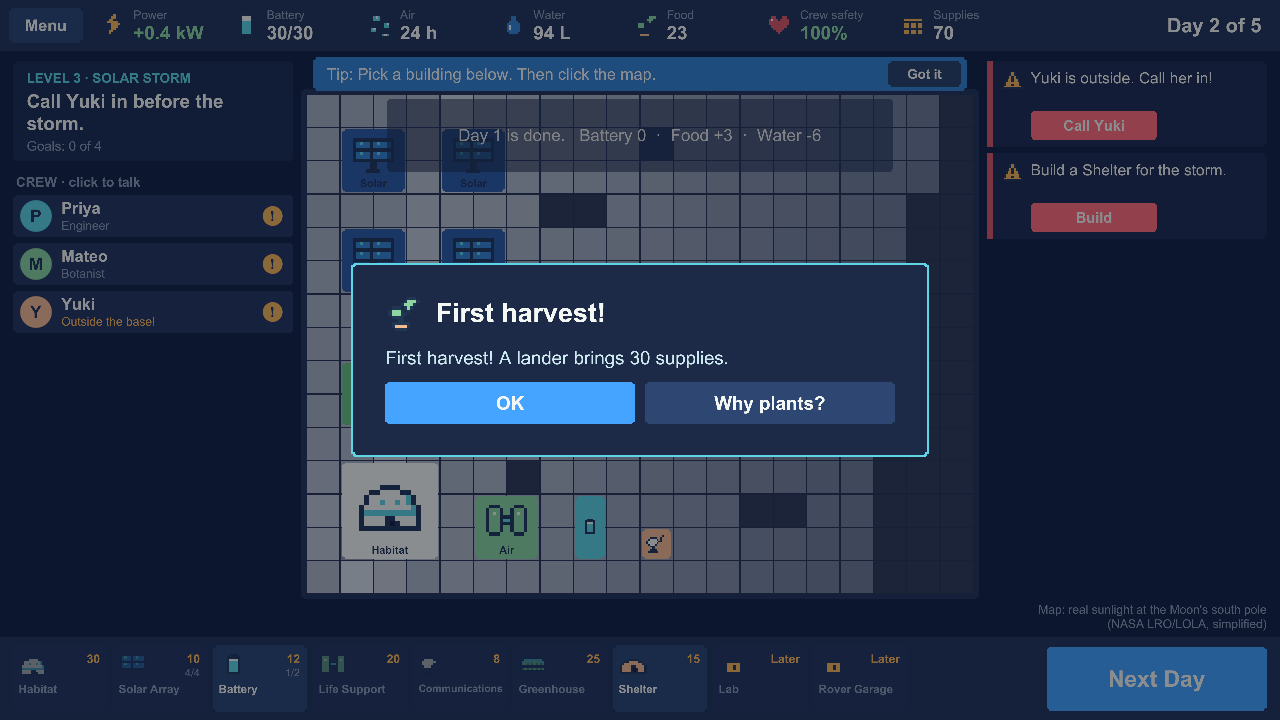 Menu
Power
+0.4 kW
Battery
30/30
Air
24 h
Water
94 L
Food
23
Crew safety
100%
Supplies
70
Day 2 of 5
LEVEL 3 · SOLAR STORM
Call Yuki in before the
storm.
Goals: 0 of 4
CREW · click to talk
P
Priya
Engineer
!
M
Mateo
Botanist
!
Y
Yuki
Outside the basel
!
Tip: Pick a building below. Then click the map.
Got it
Day 1 is done. Battery 0 · Food +3 · Water -6
Solar
Solar
First harvest!
First harvest! A lander brings 30 supplies.
OK
Why plants?
Habitat
Air
Yuki is outside. Call her in!
Call Yuki
Build a Shelter for the storm.
Build
Map: real sunlight at the Moon's south pole
(NASA LRO/LOLA, simplified)
30
Habitat
10
4/4
Solar Array
12
1/2
Battery
20
Life Support
8
Communications
25
Greenhouse
15
Shelter
Later
Lab
Later
Rover Garage
Next Day